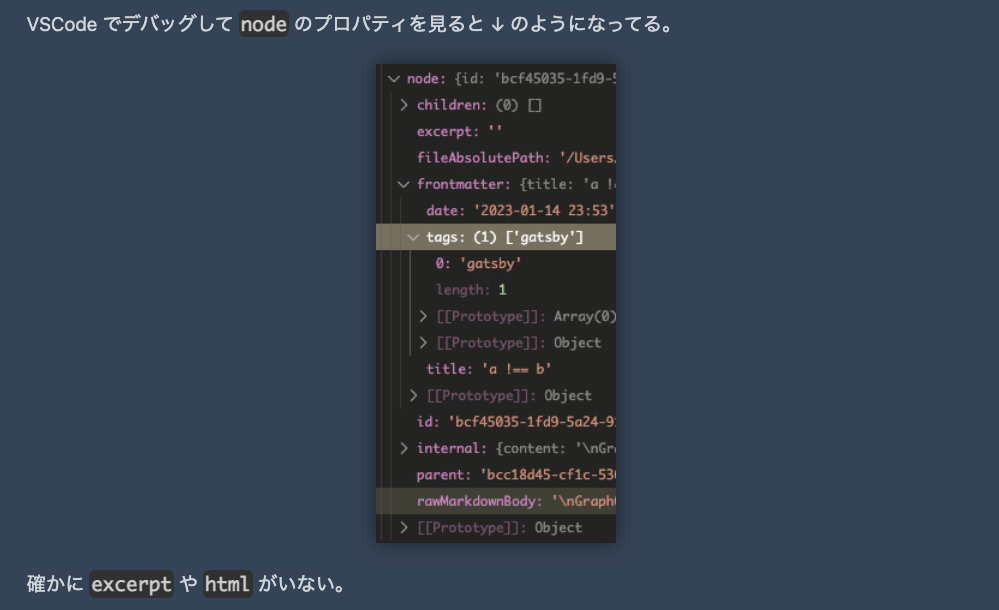 VSCode でデバッグして node のプロパティを見ると ↓ のようになってる。
node: {id: 'bcf45035-1fd9-5
children: (0) []
excerpt: ''
fileAbsolutePath: '/Users.
frontmatter: {title: 'a !
date: '2023-01-14 23:53'
tags: (1) ['gatsby']
0: 'gatsby'
length: 1
[[Prototype]]: Array(0)
[[Prototype]]: Object
title: 'a !== b'
[[Prototype]]: Object
id: 'bcf45035-1fd9-5a24-9
internal: {content: '\nGr
parent: 'bcc18d45-cf1c-53
rawMarkdownBody: '\nGraph
[[Prototype]]: Object
確かに excerpt や html がいない。